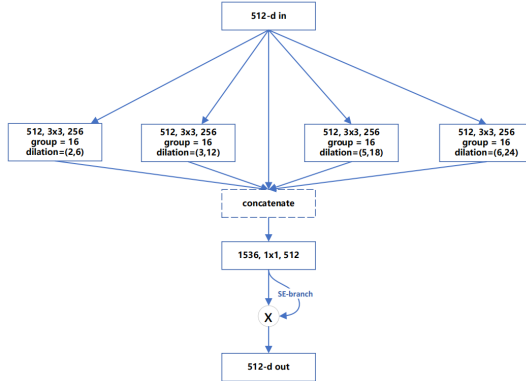 512-d in
512, 3x3, 256
group = 16
dilation=(2,6)
512, 3x3, 256
group = 16
dilation=(3,12)
512, 3x3, 256
group = 16
dilation=(5,18)
512, 3x3, 256
group = 16
dilation=(6,24)
concatenate
1536, 1x1, 512
SE-branch
X
512-d out